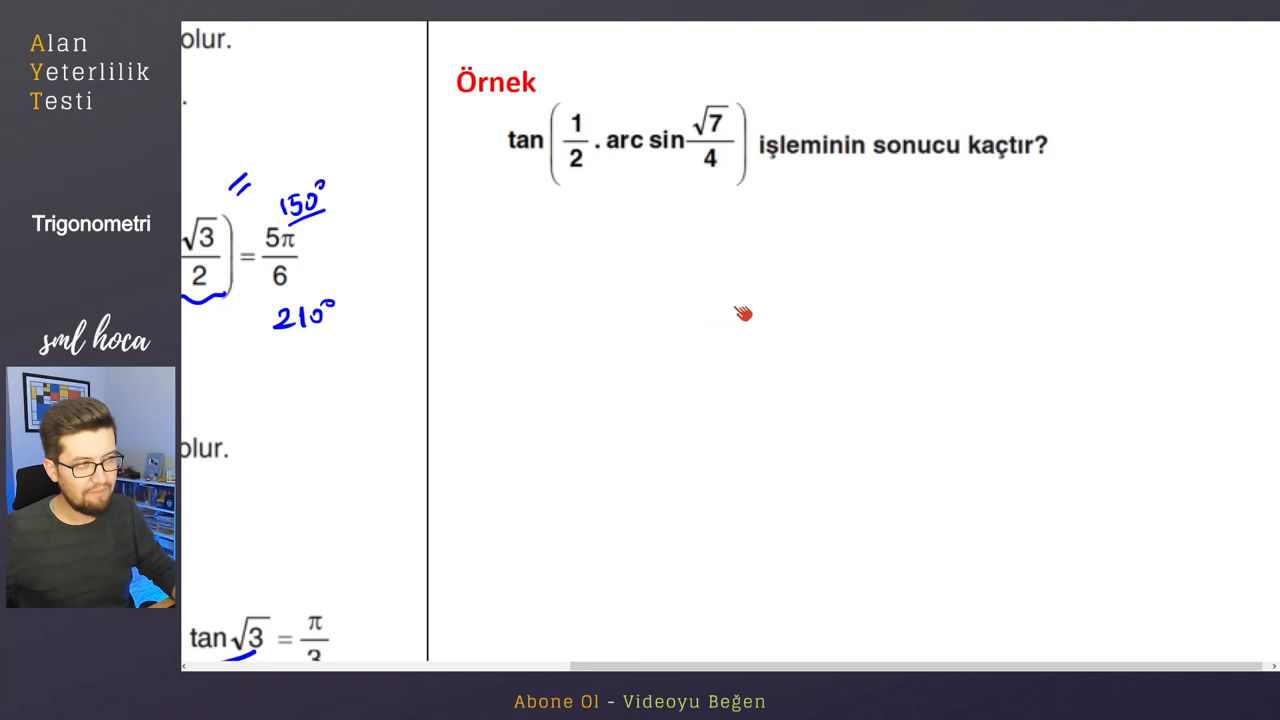 Alan
Yeterlilik
Testi
Trigonometri
sml hoca
olur.
.
150°
√3/2) = 5π/6
210°
olur.
tan√3 = π/3
Örnek
tan(1/2 . arc sin √7/4) işleminin sonucu kaçtır?
Abone Ol - Videoyu Beğen